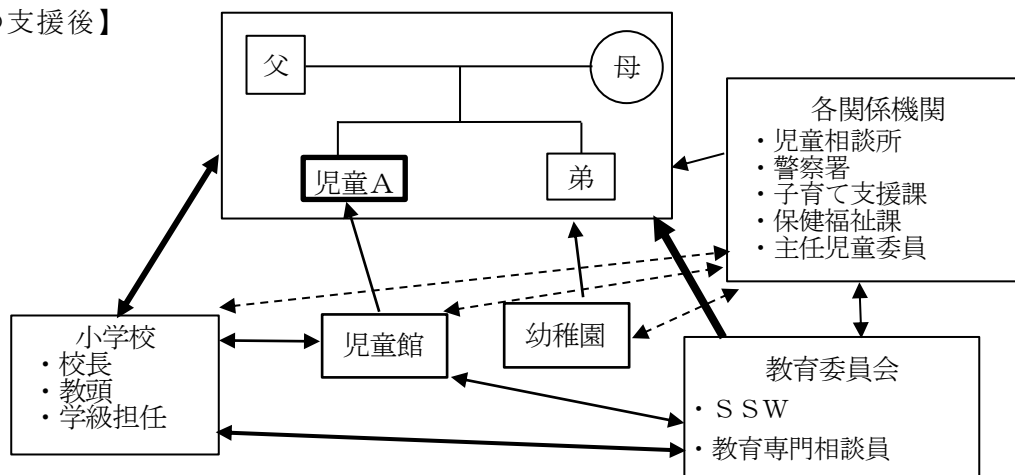 支援後】
父
母
児童Ａ
弟
各関係機関
・児童相談所
・警察署
・子育て支援課
・保健福祉課
・主任児童委員
小学校
・校長
・教頭
・学級担任
児童館
幼稚園
教育委員会
・ＳＳＷ
・教育専門相談員